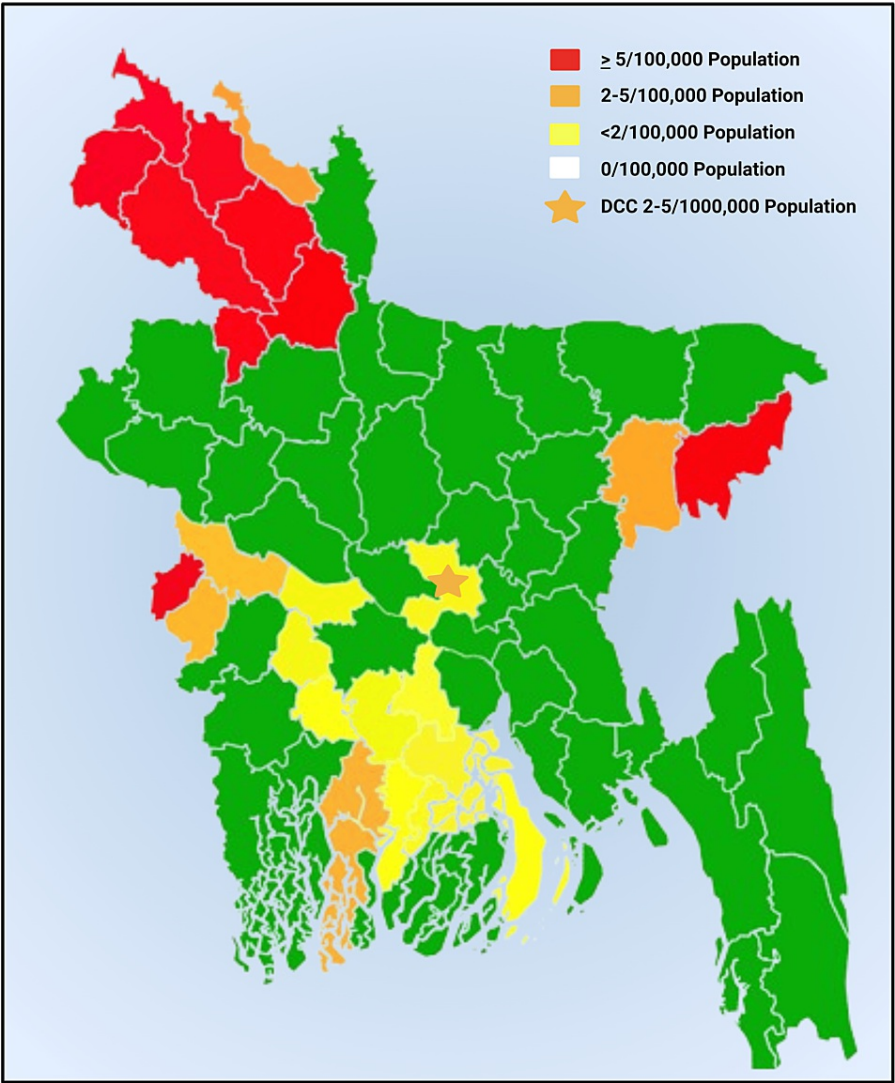 ≥ 5/100,000 Population
2-5/100,000 Population
<2/100,000 Population
0/100,000 Population
DCC 2-5/1000,000 Population